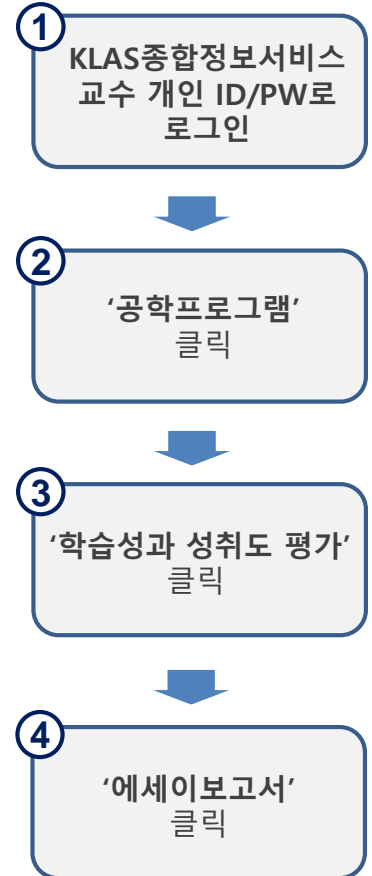 1
KLAS종합정보서비스
교수 개인 ID/PW로
로그인
2
‘공학프로그램’
클릭
3
‘학습성과 성취도 평가’
클릭
4
‘에세이보고서’
클릭